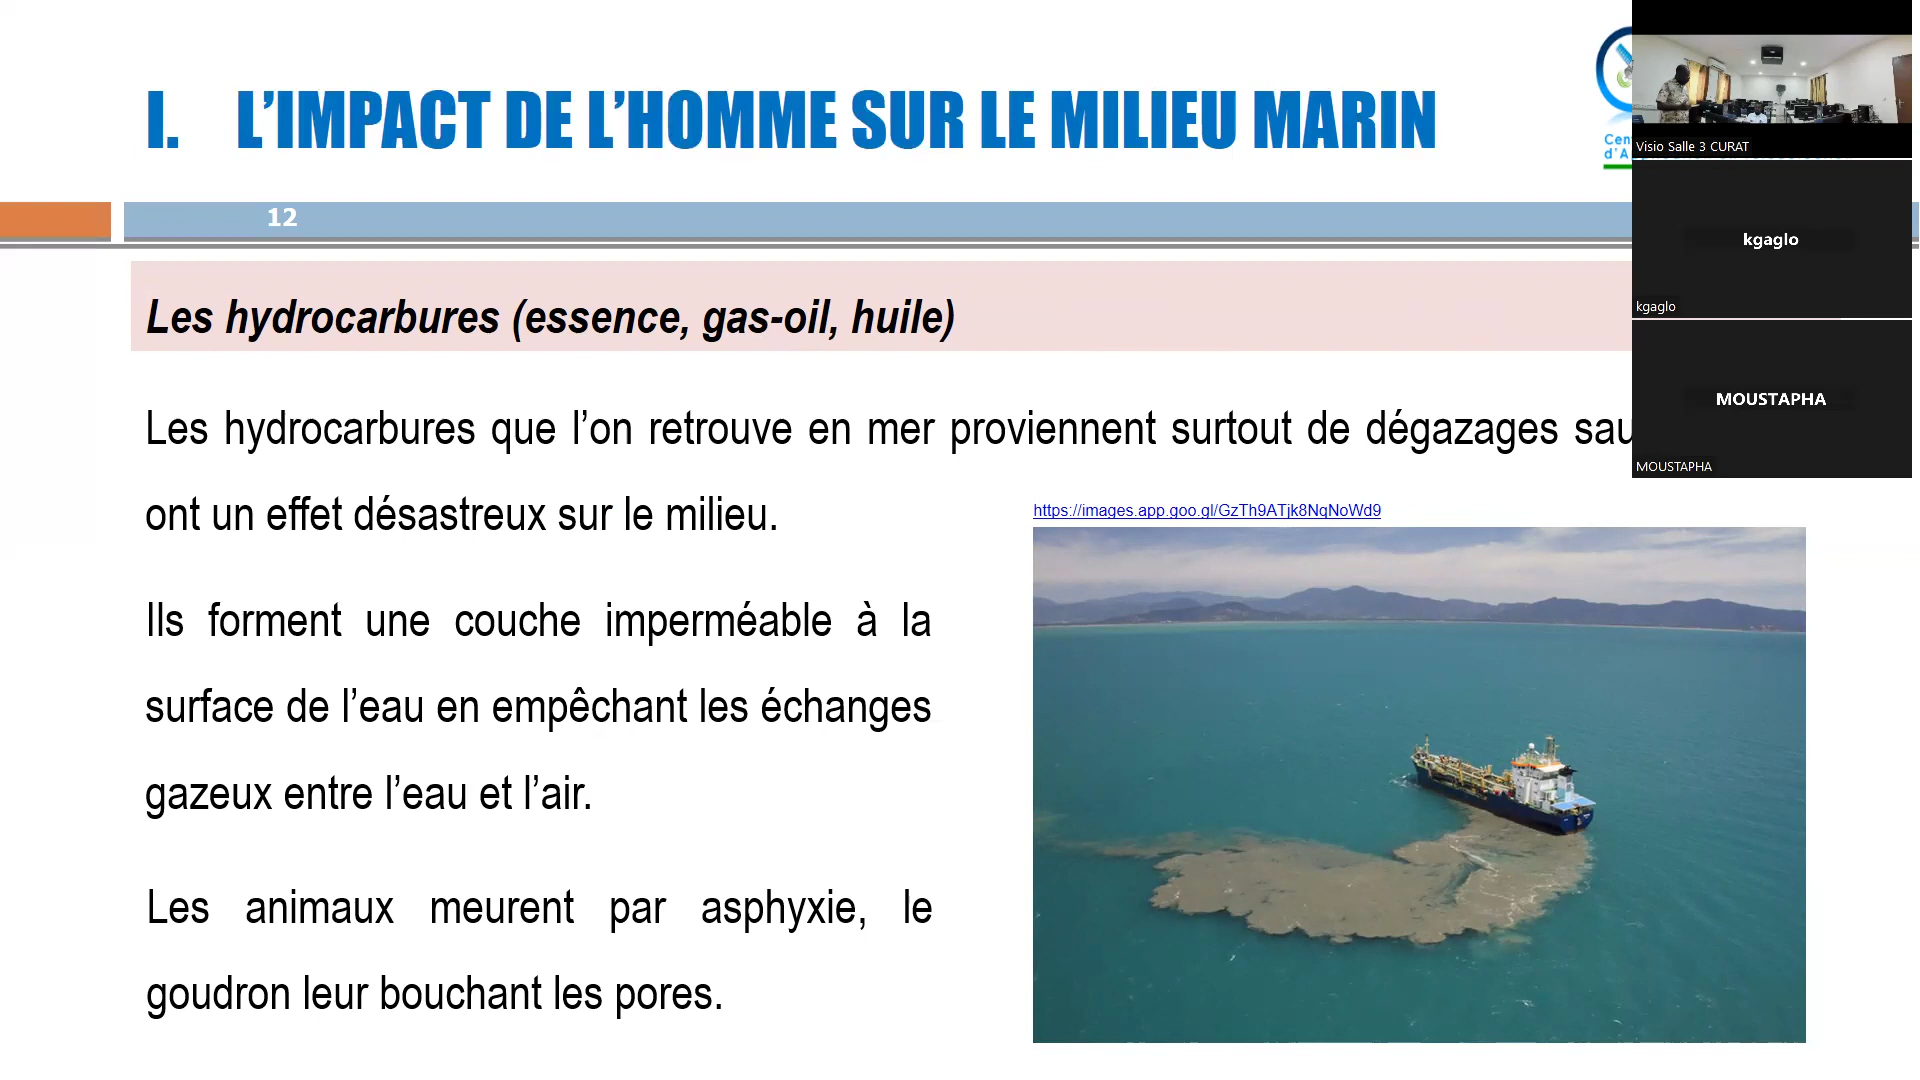 I. L’IMPACT DE L’HOMME SUR LE MILIEU MARIN
12
Les hydrocarbures (essence, gas-oil, huile)
Les hydrocarbures que l’on retrouve en mer proviennent surtout de dégazages
ont un effet désastreux sur le milieu.
https://images.app.goo.gl/GzTh9ATjk8NqNoWd9
Ils forment une couche imperméable à la
surface de l’eau en empêchant les échanges
gazeux entre l’eau et l’air.
Les animaux meurent par asphyxie, le
goudron leur bouchant les pores.
Visio Salle 3 CURAT
kgaglo
kgaglo
MOUSTAPHA
MOUSTAPHA